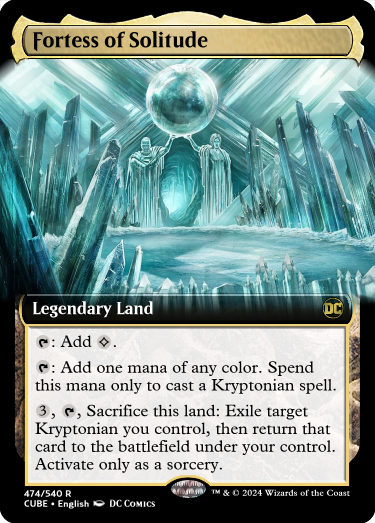 Fortess of Solitude
Legendary Land
DC
: Add .
: Add one mana of any color. Spend
this mana only to cast a Kryptonian spell.
3, , Sacrifice this land: Exile target
Kryptonian you control, then return that
card to the battlefield under your control.
Activate only as a sorcery.
474/540 R
CUBE • English DC COMICS
™ & © 2024 Wizards of the Coast